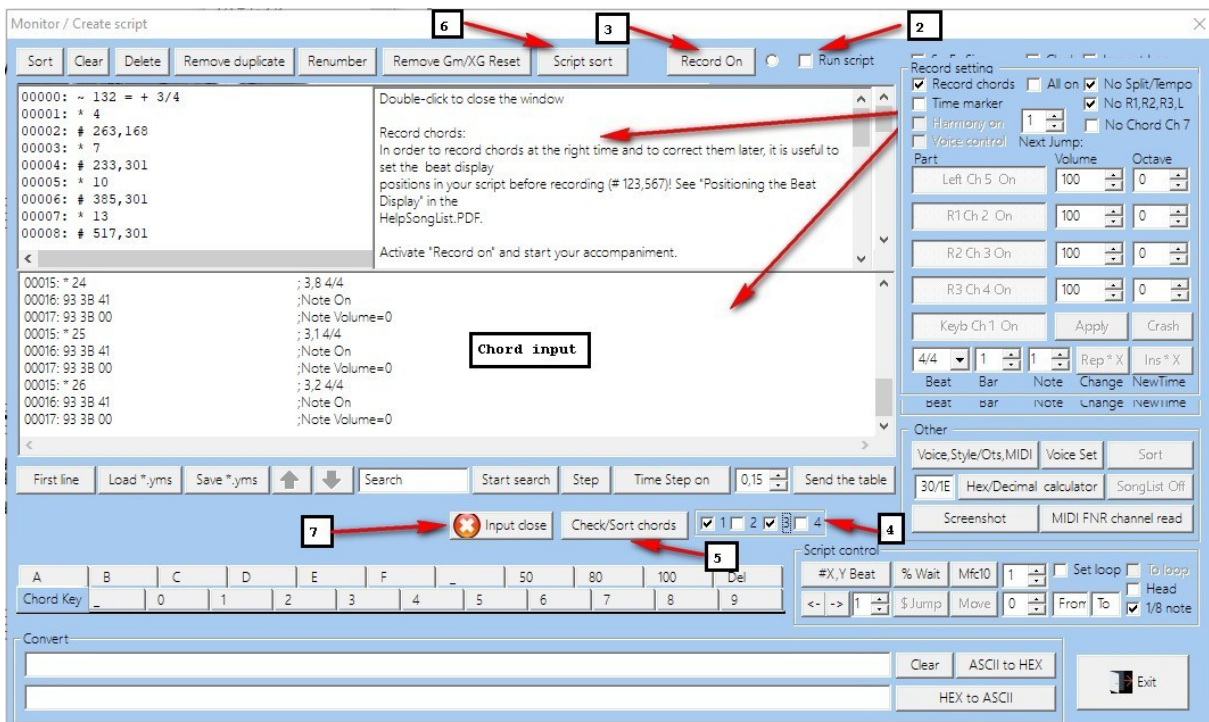 Monitor / Create script
6
3
2
Sort Clear Delete Remove duplicate Renumber Remove Gm/XG Reset Script sort Record On Run script
00000: ~ 132 = + 3/4
00001: * 4
00002: # 263,168
00003: * 7
00004: # 233,301
00005: * 10
00006: # 385,301
00007: * 13
00008: # 517,301
Double-click to close the window
Record chords:
In order to record chords at the right time and to correct them later, it is useful to
set the beat display
positions in your script before recording (# 123,567)! See "Positioning the Beat
Display" in the
HelpSongList.PDF.
Activate "Record on" and start your accompaniment.
Record setting
Record chords All on No Split/Tempo
Time marker No R1,R2,R3,L
Harmony on 1 No Chord Ch 7
Voice control Next Jump:
Part Volume Octave
Left Ch 5 On 100 0
R1 Ch 2 On 100 0
R2 Ch 3 On 100 0
R3 Ch 4 On 100 0
Keyb Ch 1 On Apply Crash
4/4 1 1 Rep * X Ins * X
Beat Bar Note Change NewTime
Beat Bar Note Change NewTime
00015: * 24 ; 3,8 4/4
00016: 93 3B 41 ;Note On
00017: 93 3B 00 ;Note Volume=0
00015: * 25 ; 3,1 4/4
00016: 93 3B 41 ;Note On
00017: 93 3B 00 ;Note Volume=0
00015: * 26 ; 3,2 4/4
00016: 93 3B 41 ;Note On
00017: 93 3B 00 ;Note Volume=0
Chord input
First line Load *.yms Save *.yms Search Start search Step Time Step on 0,15 Send the table
Other
Voice,Style/Ots,MIDI Voice Set Sort
30/1E Hex/Decimal calculator SongList Off
Screenshot MIDI FNR channel read
7
Input close Check/Sort chords 1 2 3 4
4
5
A B C D E F _ 50 80 100 Del
Chord Key _ 0 1 2 3 4 5 6 7 8 9
Script control
#X,Y Beat % Wait Mfc10 1 Set loop To loop
Head
<- -> 1 $ Jump Move 0 From To 1/8 note
Convert
Clear ASCII to HEX
HEX to ASCII
Exit